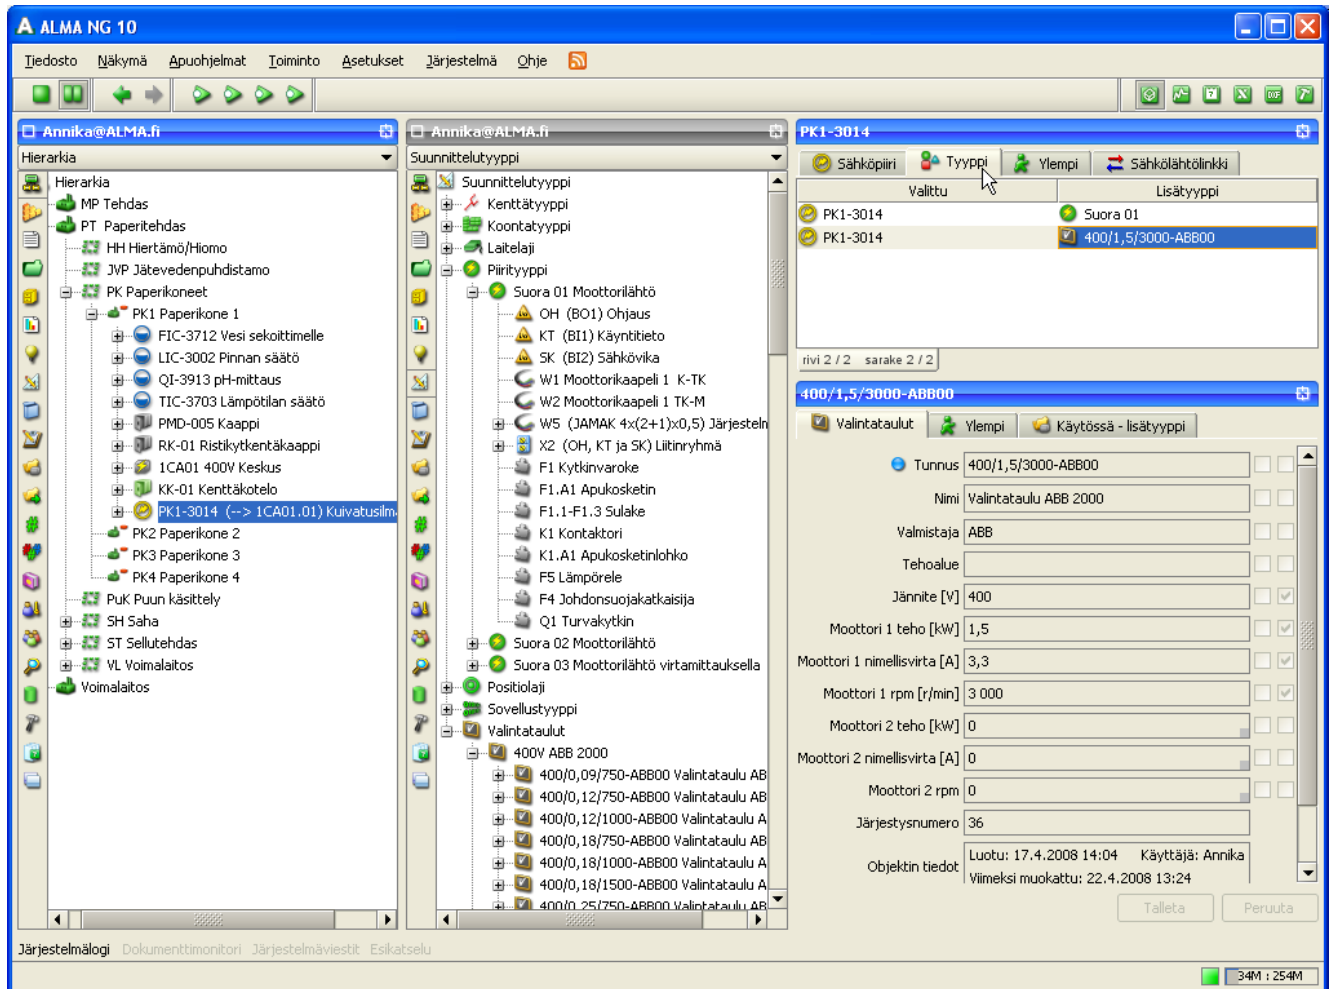 ALMA NG 10
Tiedosto Näkymä Apuohjelmat Toiminto Asetukset Järjestelmä Ohje
Annika@ALMA.fi
Hierarkia
Hierarkia
MP Tehdas
PT Paperitehdas
HH Hiertämö/Hiomo
JVP Jätevedenpuhdistamo
PK Paperikoneet
PK1 Paperikone 1
FIC-3712 Vesi sekoittimelle
LIC-3002 Pinnan säätö
QI-3913 pH-mittaus
TIC-3703 Lämpötilan säätö
PMD-005 Kaappi
RK-01 Ristikytkentäkaappi
1CA01 400V Keskus
KK-01 Kenttäkotelo
PK1-3014 (--> 1CA01.01) Kuivatusilm
PK2 Paperikone 2
PK3 Paperikone 3
PK4 Paperikone 4
PuK Puun käsittely
SH Saha
ST Sellutehdas
VL Voimalaitos
Voimalaitos
Annika@ALMA.fi
Suunnittelutyyppi
Suunnittelutyyppi
Kenttätyyppi
Koontatyyppi
Laitelaji
Piirityyppi
Suora 01 Moottorilähtö
OH (BO1) Ohjaus
KT (BI1) Käyntitieto
SK (BI2) Sähkövika
W1 Moottorikaapeli 1 K-TK
W2 Moottorikaapeli 1 TK-M
W5 (JAMAK 4x(2+1)x0,5) Järjesteln
X2 (OH, KT ja SK) Liitinryhmä
F1 Kytkinvaroke
F1.A1 Apukosketin
F1.1-F1.3 Sulake
K1 Kontaktori
K1.A1 Apukosketinlohko
F5 Lämpörele
F4 Johdonsuojakatkaisija
Q1 Turvakytkin
Suora 02 Moottorilähtö
Suora 03 Moottorilähtö virtamittauksella
Positiolaji
Sovellustyyppi
Valintataulut
400V ABB 2000
400/0,09/750-ABB00 Valintataulu AB
400/0,12/750-ABB00 Valintataulu AB
400/0,12/1000-ABB00 Valintataulu A
400/0,18/750-ABB00 Valintataulu AB
400/0,18/1000-ABB00 Valintataulu A
400/0,18/1500-ABB00 Valintataulu A
400/0,25/750-ABB00 Valintataulu AB
PK1-3014
Sähköpiiri Tyyppi Ylempi Sähkölähtölinkki
Valittu Lisätyyppi
PK1-3014 Suora 01
PK1-3014 400/1,5/3000-ABB00
rivi 2 / 2 sarake 2 / 2
400/1,5/3000-ABB00
Valintataulut Ylempi Käytössä - lisätyyppi
Tunnus 400/1,5/3000-ABB00
Nimi Valintataulu ABB 2000
Valmistaja ABB
Tehoalue
Jännite [V] 400
Moottori 1 teho [kW] 1,5
Moottori 1 nimellisvirta [A] 3,3
Moottori 1 rpm [r/min] 3 000
Moottori 2 teho [kW] 0
Moottori 2 nimellisvirta [A] 0
Moottori 2 rpm 0
Järjestysnumero 36
Objektin tiedot Luotu: 17.4.2008 14:04 Käyttäjä: Annika
Viimeksi muokattu: 22.4.2008 13:24
Talleta Peruuta
Järjestelmälogi Dokumenttimonitori Järjestelmäviestit Esikatselu
34M : 254M